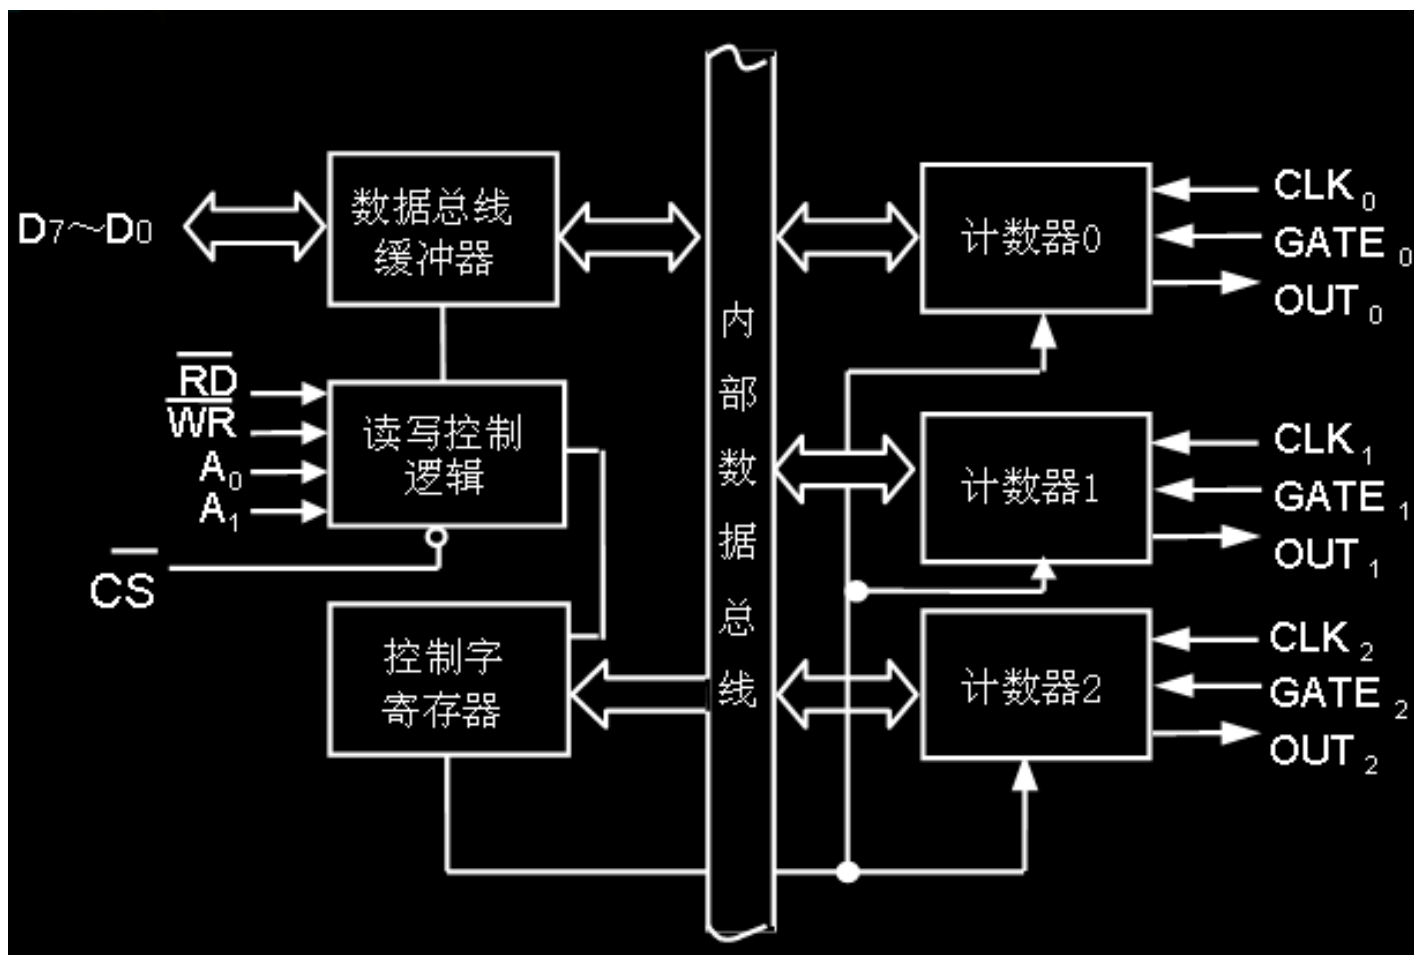 D7～D0
数据总线
缓冲器
RD
WR
A0
A1
CS
读写控制
逻辑
控制字
寄存器
内部数据总线
计数器0
CLK0
GATE0
OUT0
计数器1
CLK1
GATE1
OUT1
计数器2
CLK2
GATE2
OUT2